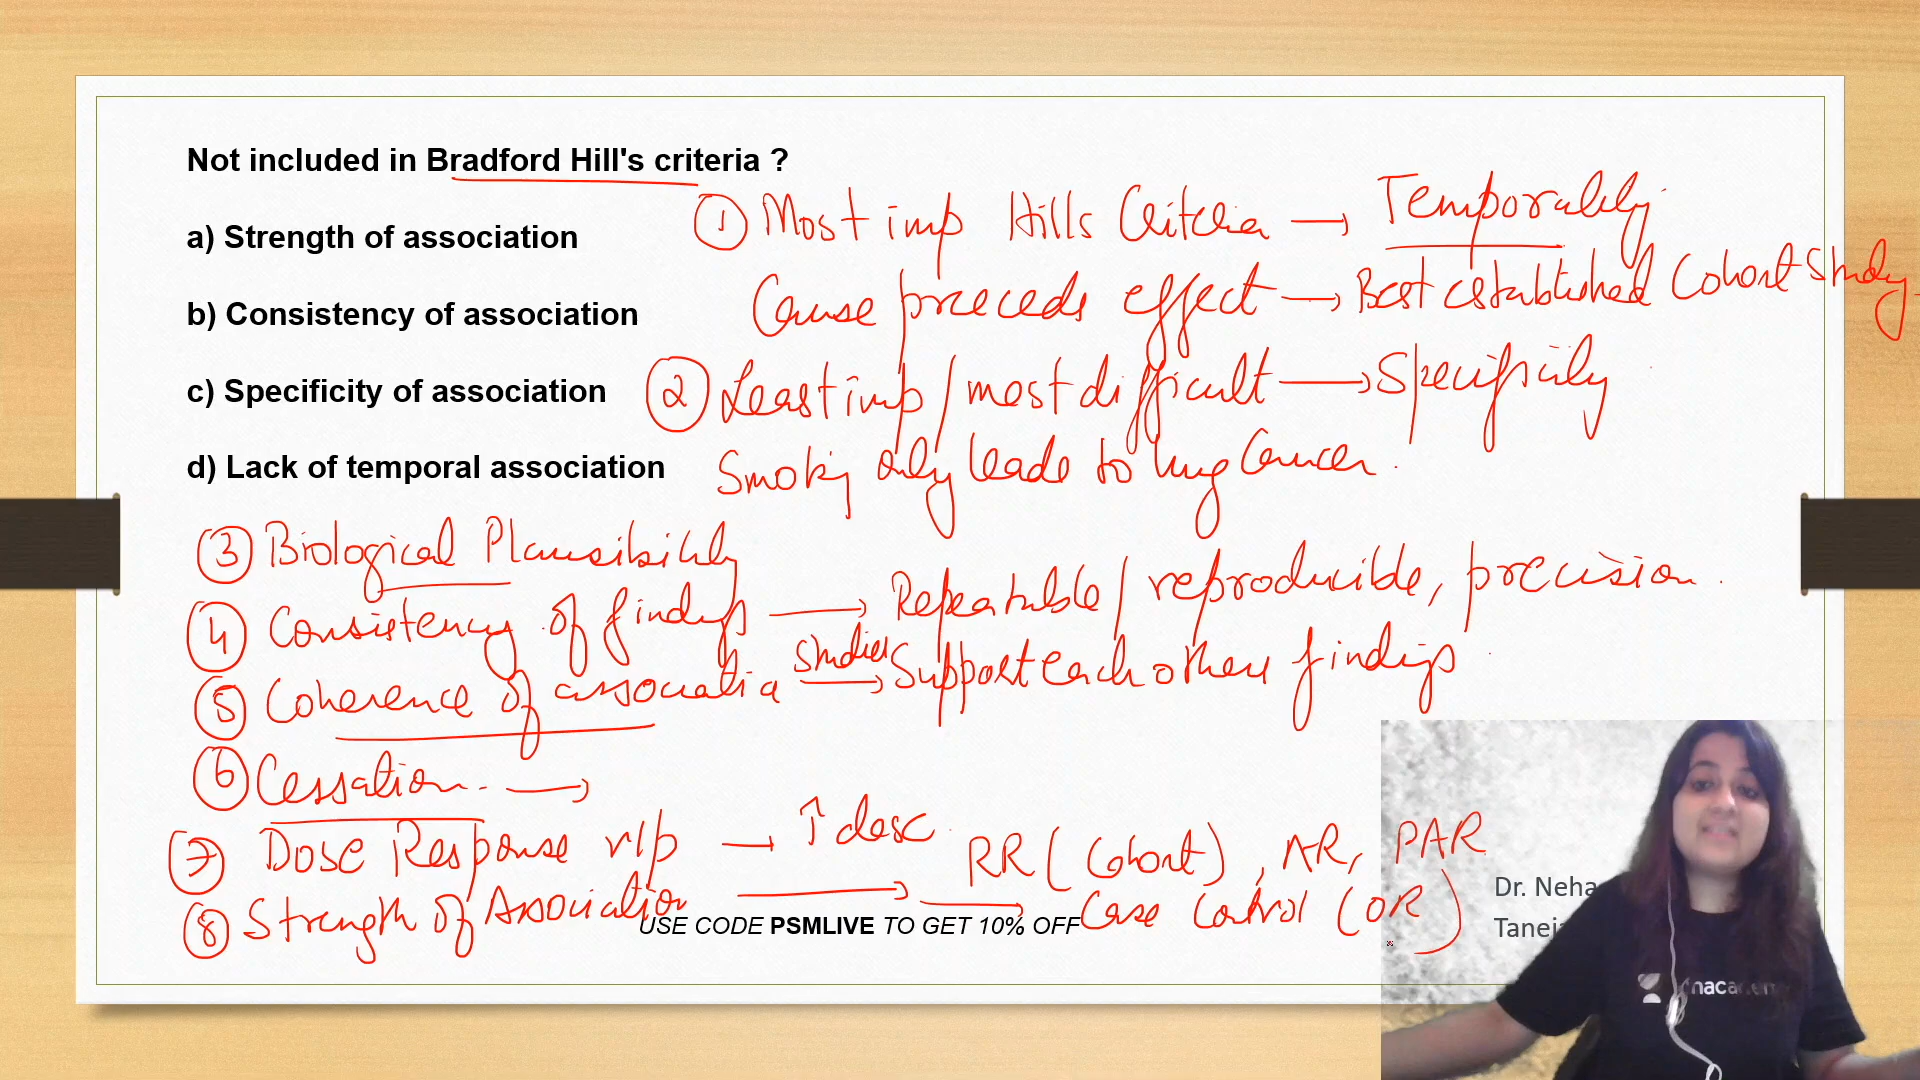 Not included in Bradford Hill's criteria ?
a) Strength of association
b) Consistency of association
c) Specificity of association
d) Lack of temporal association
① Most imp Hills Criteria → Temporality
Cause precedes effect → Best established Cohort Study
② Least imp / most difficult → Specificity
Smoking only leads to lung Cancer.
③ Biological Plausibility
④ Consistency of findings → Repeatable / reproducible, precision
⑤ Coherence of association studies → Support each other findings
⑥ Cessation. →
⑦ Dose Response r/p → ↑ dose
⑧ Strength of Association → RR (Cohort), AR, PAR
→ Case Control (OR)
USE CODE PSMLIVE TO GET 10% OFF
Dr. Neha